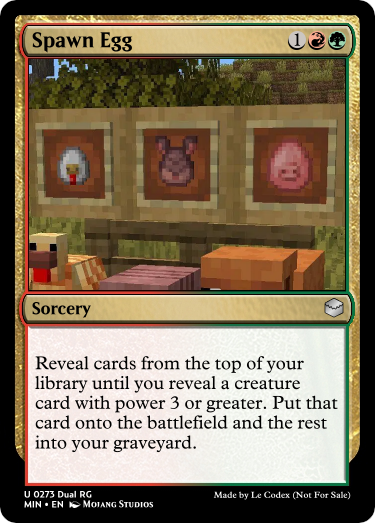 Spawn Egg 1
Sorcery
Reveal cards from the top of your
library until you reveal a creature
card with power 3 or greater. Put that
card onto the battlefield and the rest
into your graveyard.
U 0273 Dual RG
MIN • EN Mojang Studios
Made by Le Codex (Not For Sale)